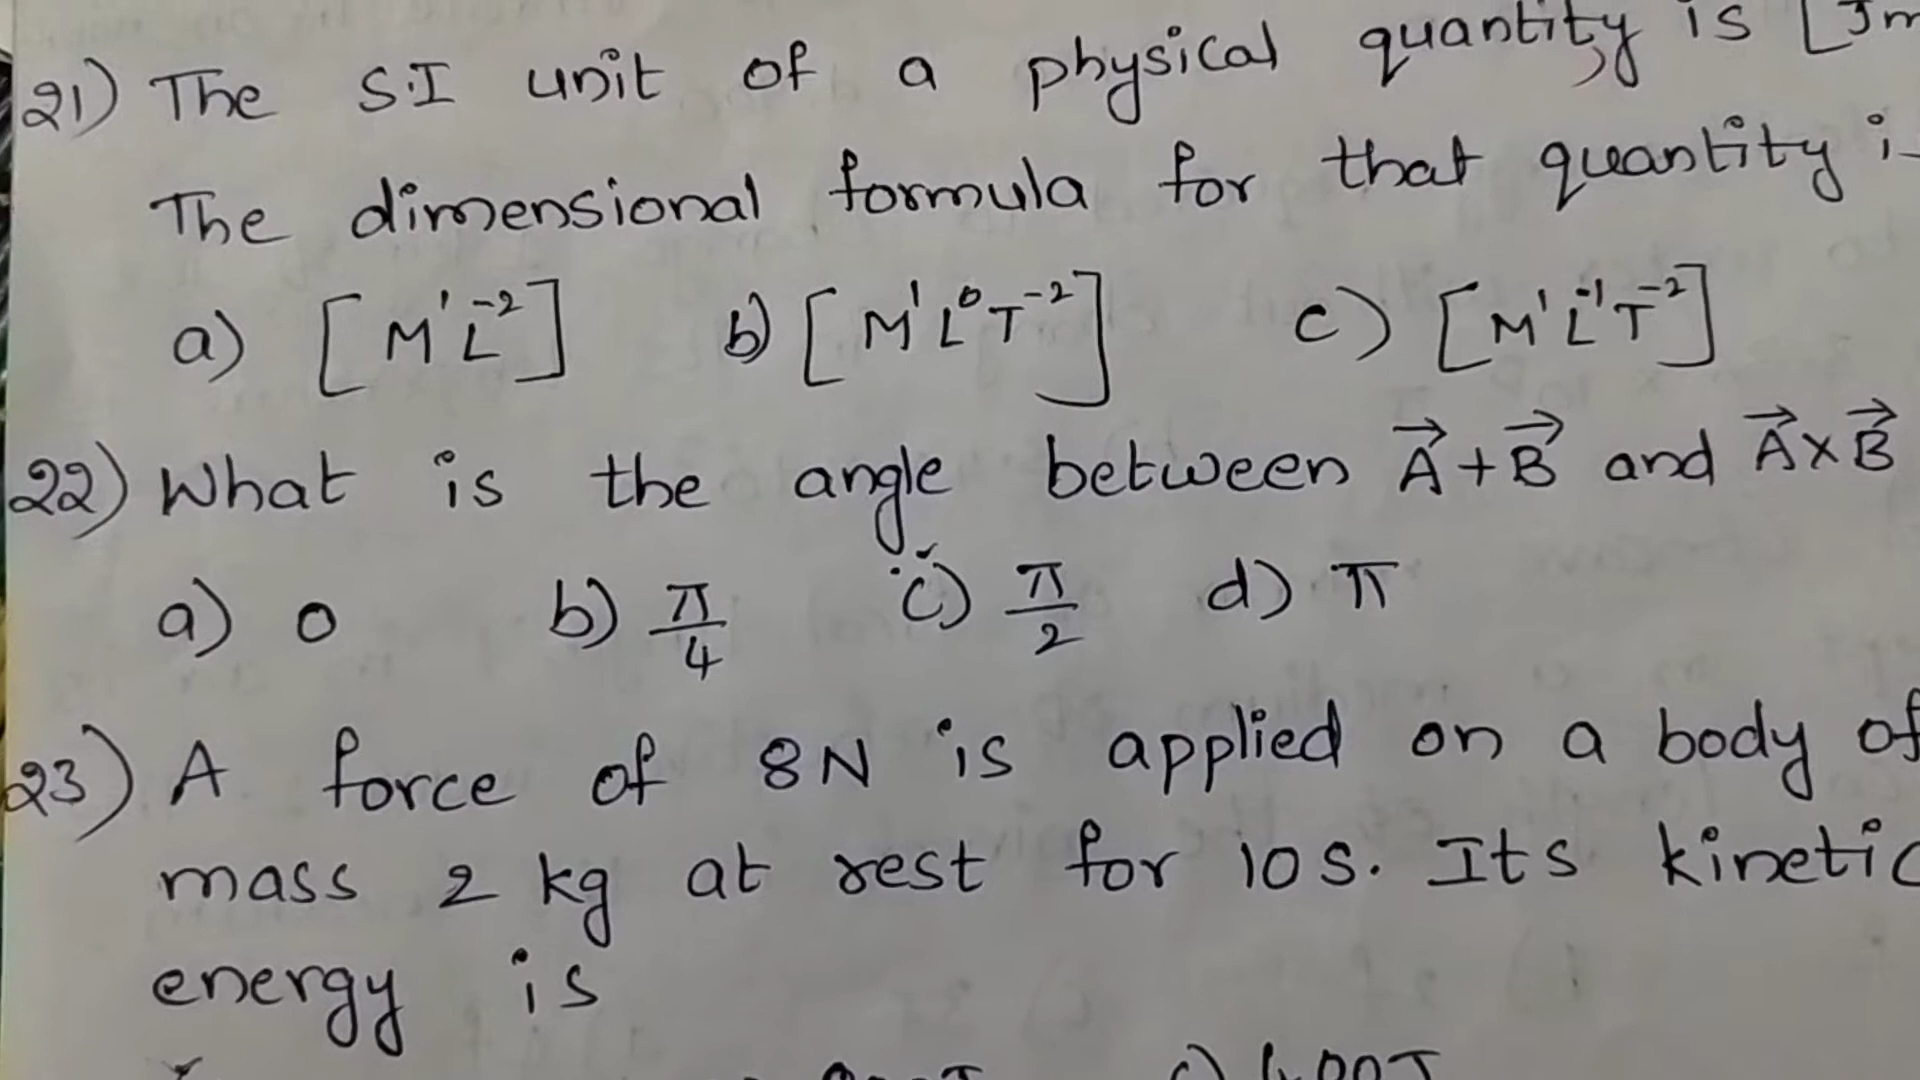 21) The S.I unit of a physical quantity is [Jm
The dimensional formula for that quantity i
a) [M¹L⁻²] b) [M¹L⁰T⁻²] c) [M¹L⁻¹T⁻²]
22) What is the angle between A⃗+B⃗ and A⃗×B⃗
a) 0 b) π/4 c) π/2 d) π
23) A force of 8N is applied on a body of
mass 2 kg at rest for 10s. Its kinetic
energy is